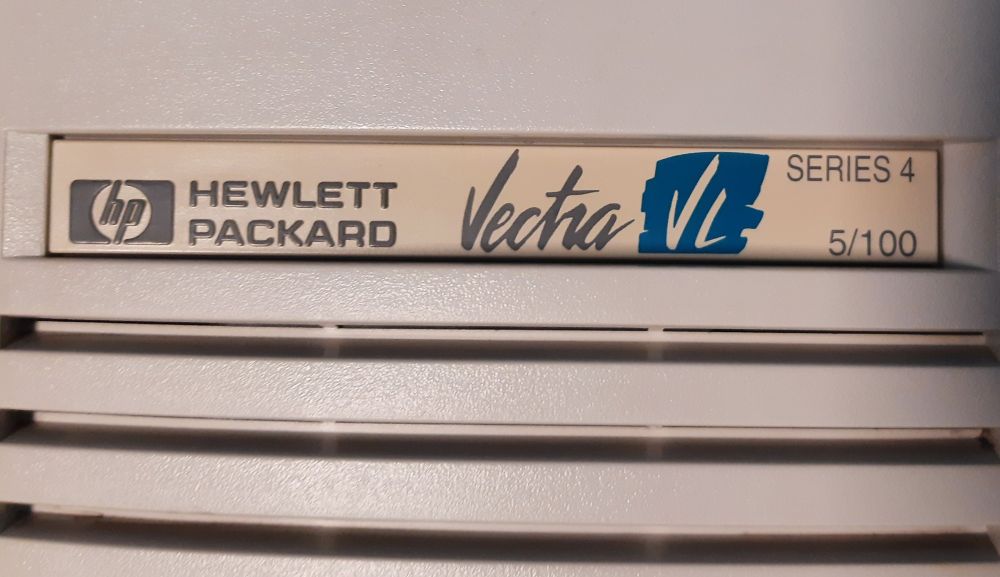 hp HEWLETT
PACKARD
Vectra VL
SERIES 4
5/100